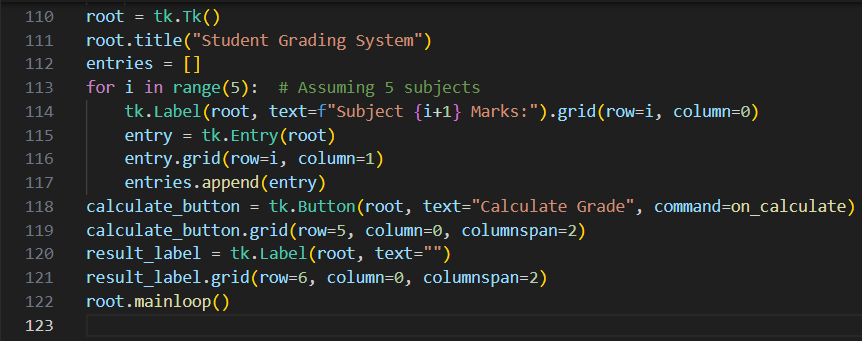 110 root = tk.Tk()
111 root.title("Student Grading System")
112 entries = []
113 for i in range(5):  # Assuming 5 subjects
114     tk.Label(root, text=f"Subject {i+1} Marks:").grid(row=i, column=0)
115     entry = tk.Entry(root)
116     entry.grid(row=i, column=1)
117     entries.append(entry)
118 calculate_button = tk.Button(root, text="Calculate Grade", command=on_calculate)
119 calculate_button.grid(row=5, column=0, columnspan=2)
120 result_label = tk.Label(root, text="")
121 result_label.grid(row=6, column=0, columnspan=2)
122 root.mainloop()
123